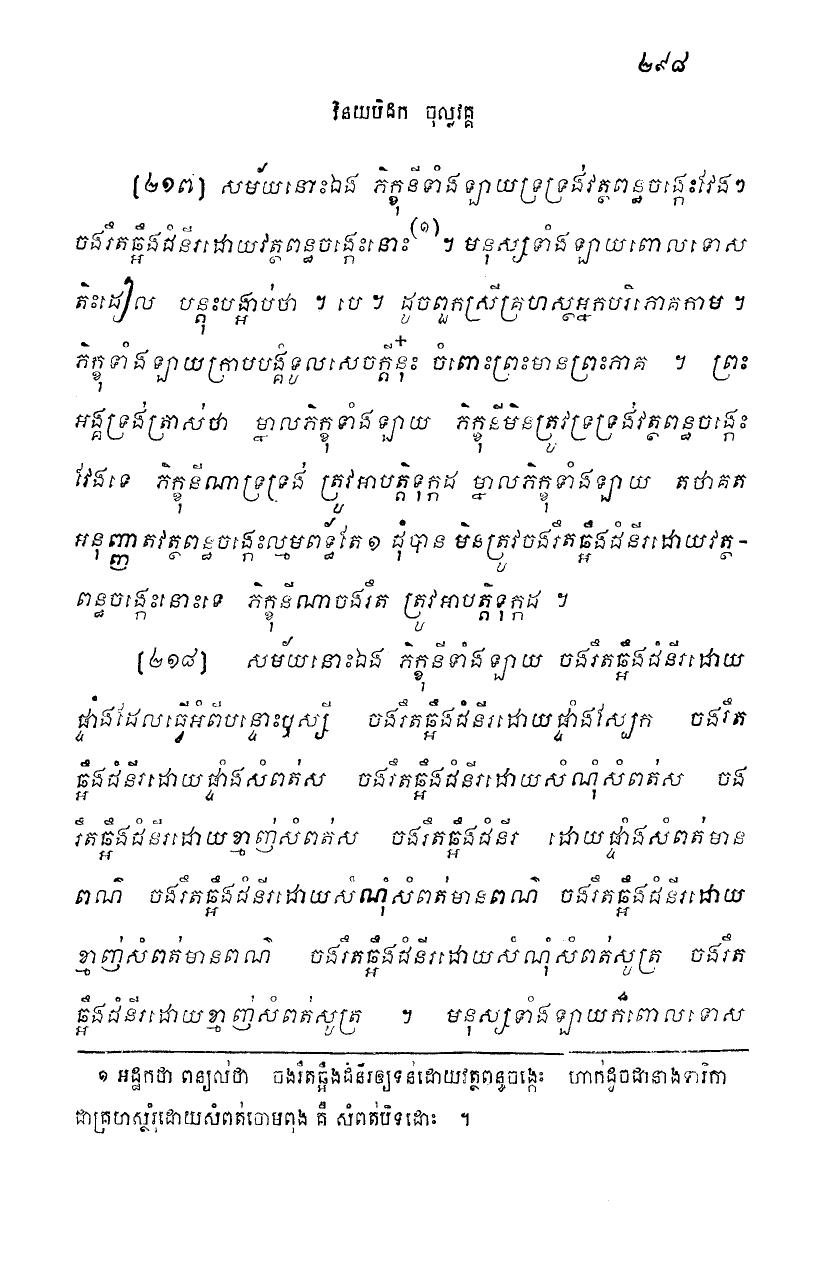 ២៩៨
វិនយបិដក ចុល្លវគ្គ
[២១៧] សម័យនោះឯង ភិក្ខុនីទាំងឡាយទ្រទ្រង់វត្ថពន្ធចង្កេះវែងៗ
ចងរឹតឆ្អឹងជំនីរដោយវត្ថពន្ធចង្កេះនោះ(១) ។ មនុស្សទាំងឡាយពោលទោស
តិះដៀល បន្តុះបង្អាប់ថា ។ បេ ។ ដូចពួកស្រីគ្រហស្ថអ្នកបរិភោគកាម ។
ភិក្ខុទាំងឡាយក្រាបបង្គំទូលសេចក្តី+នុ៎ះ ចំពោះព្រះមានព្រះភាគ ។ ព្រះ
អង្គទ្រង់ត្រាស់ថា ម្នាលភិក្ខុទាំងឡាយ ភិក្ខុនីមិនត្រូវទ្រទ្រង់វត្ថពន្ធចង្កេះ
វែងទេ ភិក្ខុនីណាទ្រទ្រង់ ត្រូវអាបត្តិទុក្កដ ម្នាលភិក្ខុទាំងឡាយ តថាគត
អនុញ្ញាតវត្ថពន្ធចង្កេះល្មមពទ្ធ័តែ ១ ជុំបាន មិនត្រូវចងរឹតឆ្អឹងជំនីរដោយវត្ថ-
ពន្ធចង្កេះនោះទេ ភិក្ខុនីណាចងរឹត ត្រូវអាបត្តិទុក្កដ ។
[២១៨] សម័យនោះឯង ភិក្ខុនីទាំងឡាយ ចងរឹតឆ្អឹងជំនីរដោយ
ផ្ទាំងដែលធ្វើអំពីបន្ទោះឫស្សី ចងរឹតឆ្អឹងជំនីរដោយផ្ទាំងស្បែក ចងរឹត
ឆ្អឹងជំនីរដោយផ្ទាំងសំពត់ស ចងរឹតឆ្អឹងជំនីរដោយសំណុំសំពត់ស ចង
រឹតឆ្អឹងជំនីរដោយខ្មាញ់សំពត់ស ចងរឹតឆ្អឹងជំនីរ ដោយផ្ទាំងសំពត់មាន
ពណ៌ ចងរឹតឆ្អឹងជំនីរដោយសំណុំសំពត់មានពណ៌ ចងរឹតឆ្អឹងជំនីរដោយ
ខ្មាញ់សំពត់មានពណ៌ ចងរឹតឆ្អឹងជំនីរដោយសំណុំសំពត់សូត្រ ចងរឹត
ឆ្អឹងជំនីរដោយខ្មាញ់សំពត់សូត្រ ។ មនុស្សទាំងឡាយក៏ពោលទោស
១ អដ្ឋកថា ពន្យល់ថា ចងរឹតឆ្អឹងជំនីរឲ្យទន់ដោយវត្ថពន្ធចង្កេះ ហាក់ដូចជានាងទារិកា
ជាគ្រហស្ថរុំដោយសំពត់ចោមពុង គឺ សំពត់បិទដោះ ។